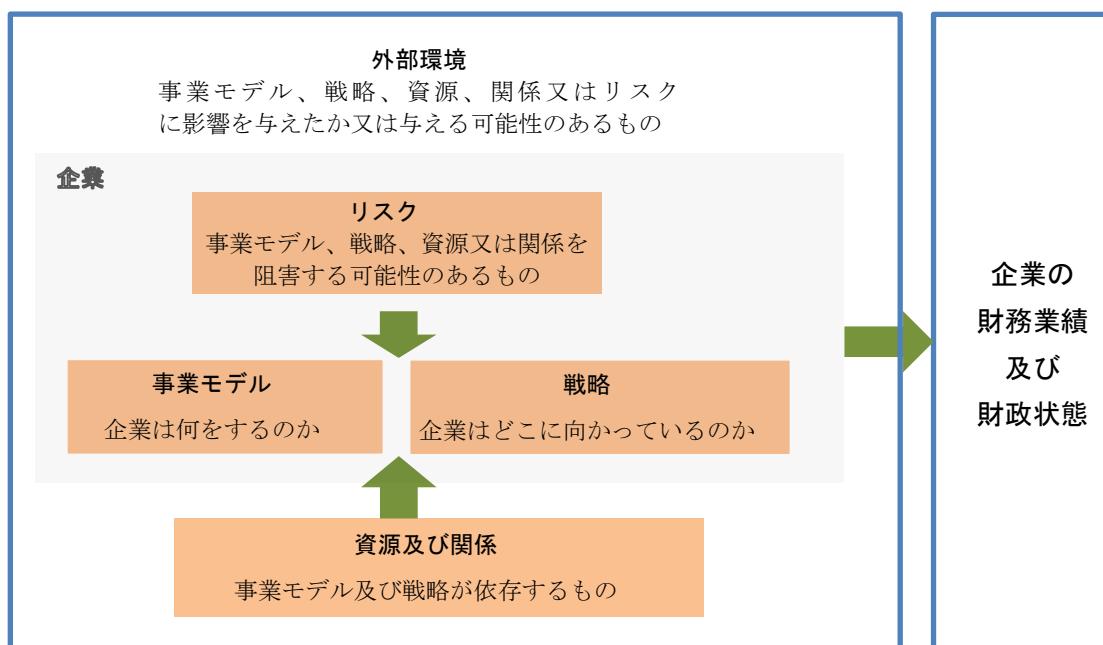 外部環境
事業モデル、戦略、資源、関係又はリスク
に影響を与えたか又は与える可能性のあるもの
企業
リスク
事業モデル、戦略、資源又は関係を
阻害する可能性のあるもの
事業モデル
企業は何をするのか
戦略
企業はどこに向かっているのか
資源及び関係
事業モデル及び戦略が依存するもの
企業の
財務業績
及び
財政状態